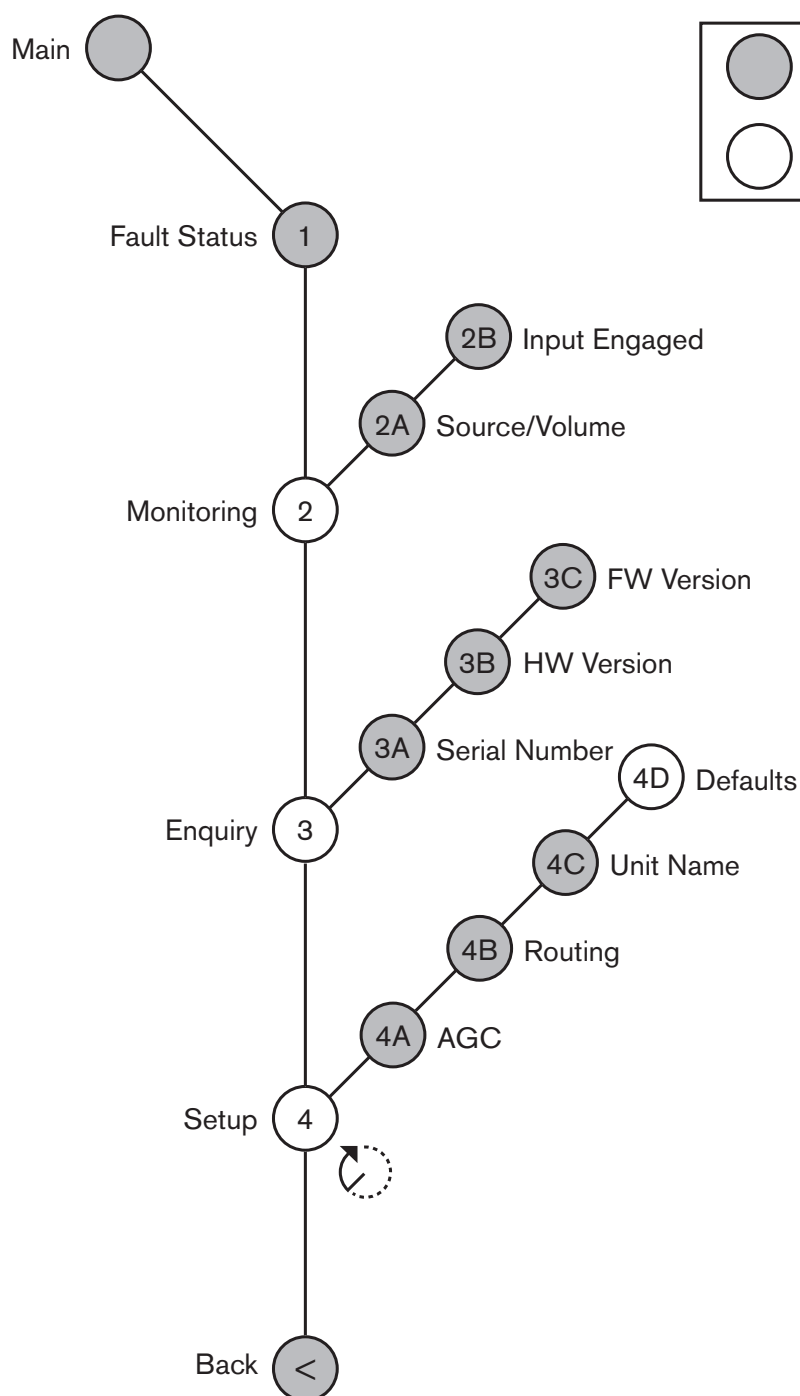 Main
Fault Status 1
2B Input Engaged
2A Source/Volume
Monitoring 2
3C FW Version
3B HW Version
3A Serial Number
4D Defaults
Enquiry 3
4C Unit Name
4B Routing
4A AGC
Setup 4
Back <